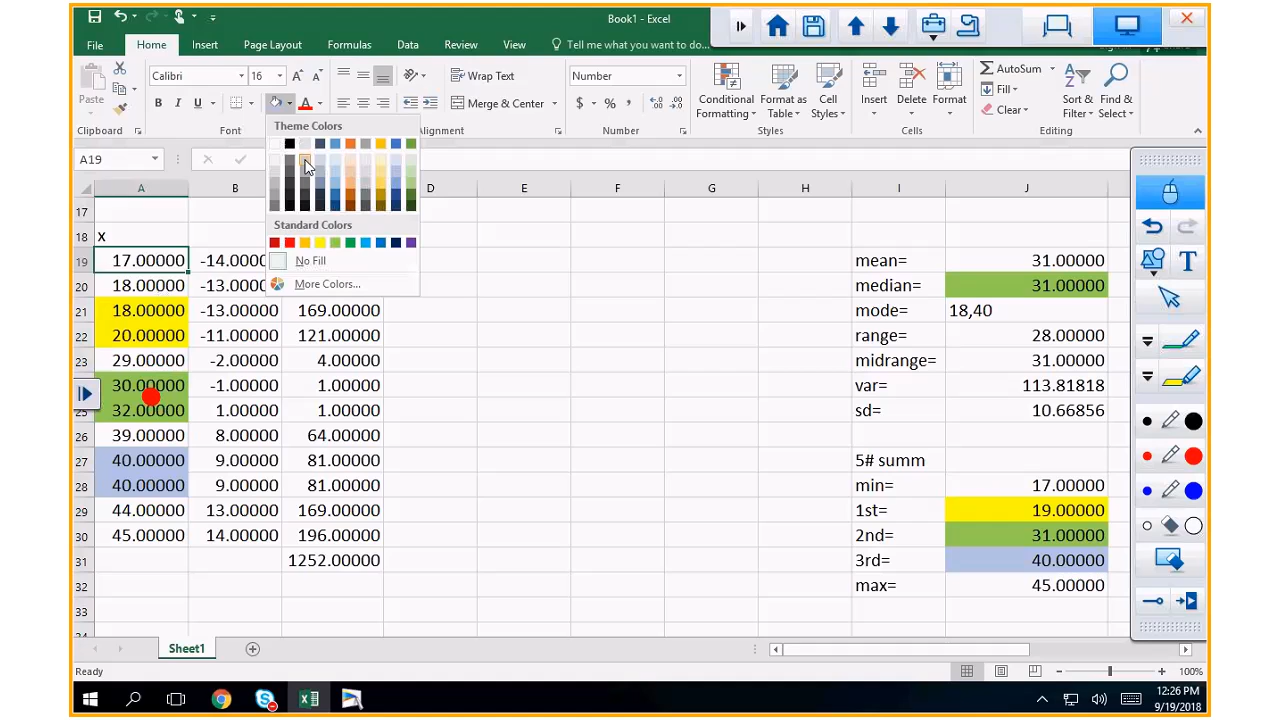 Book1 - Excel
File Home Insert Page Layout Formulas Data Review View Tell me what you want to do...
Paste Calibri 16 Wrap Text Number AutoSum
B I U A Merge & Center $ % Conditional Formatting Format as Table Cell Styles Insert Delete Format Fill Clear Sort & Filter Find & Select
Clipboard Font Alignment Number Styles Cells Editing
Theme Colors
Standard Colors
No Fill
More Colors...
A19
A B D E F G H I J
17
18 X
19 17.00000 -14.0000 mean= 31.00000
20 18.00000 -13.0000 median= 31.00000
21 18.00000 -13.00000 169.00000 mode= 18,40
22 20.00000 -11.00000 121.00000 range= 28.00000
23 29.00000 -2.00000 4.00000 midrange= 31.00000
30.00000 -1.00000 1.00000 var= 113.81818
25 32.00000 1.00000 1.00000 sd= 10.66856
26 39.00000 8.00000 64.00000
27 40.00000 9.00000 81.00000 5# summ
28 40.00000 9.00000 81.00000 min= 17.00000
29 44.00000 13.00000 169.00000 1st= 19.00000
30 45.00000 14.00000 196.00000 2nd= 31.00000
31 1252.00000 3rd= 40.00000
32 max= 45.00000
33
Sheet1
Ready 100%
12:26 PM
9/19/2018